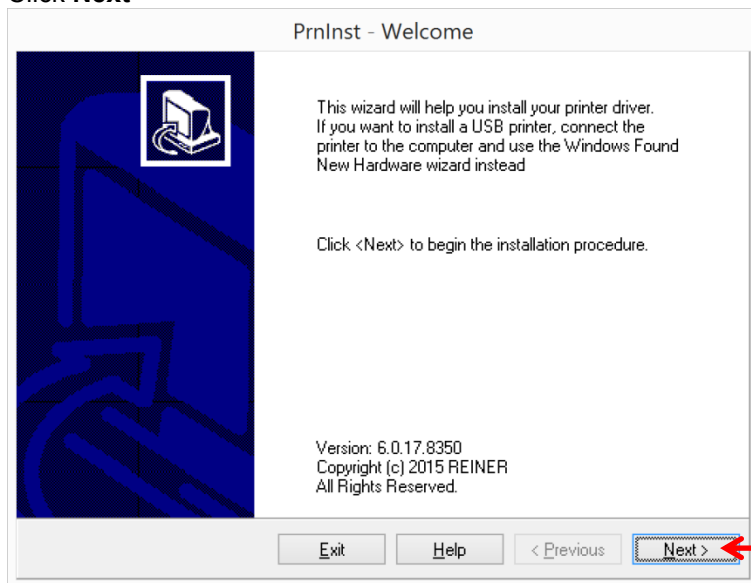 Click Next
PrnInst - Welcome
This wizard will help you install your printer driver.
If you want to install a USB printer, connect the
printer to the computer and use the Windows Found
New Hardware wizard instead
Click <Next> to begin the installation procedure.
Version: 6.0.17.8350
Copyright (c) 2015 REINER
All Rights Reserved.
Exit Help < Previous Next >